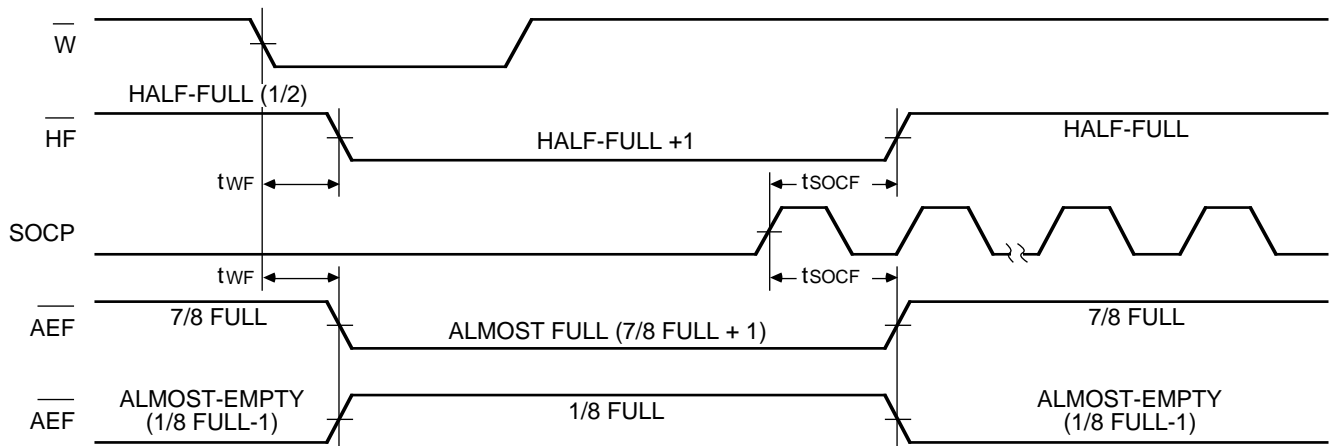 W
HALF-FULL (1/2)
HF
HALF-FULL +1
HALF-FULL
tWF
tSOCF
SOCP
tWF
tSOCF
AEF
7/8 FULL
ALMOST FULL (7/8 FULL + 1)
7/8 FULL
AEF
ALMOST-EMPTY
(1/8 FULL-1)
1/8 FULL
ALMOST-EMPTY
(1/8 FULL-1)